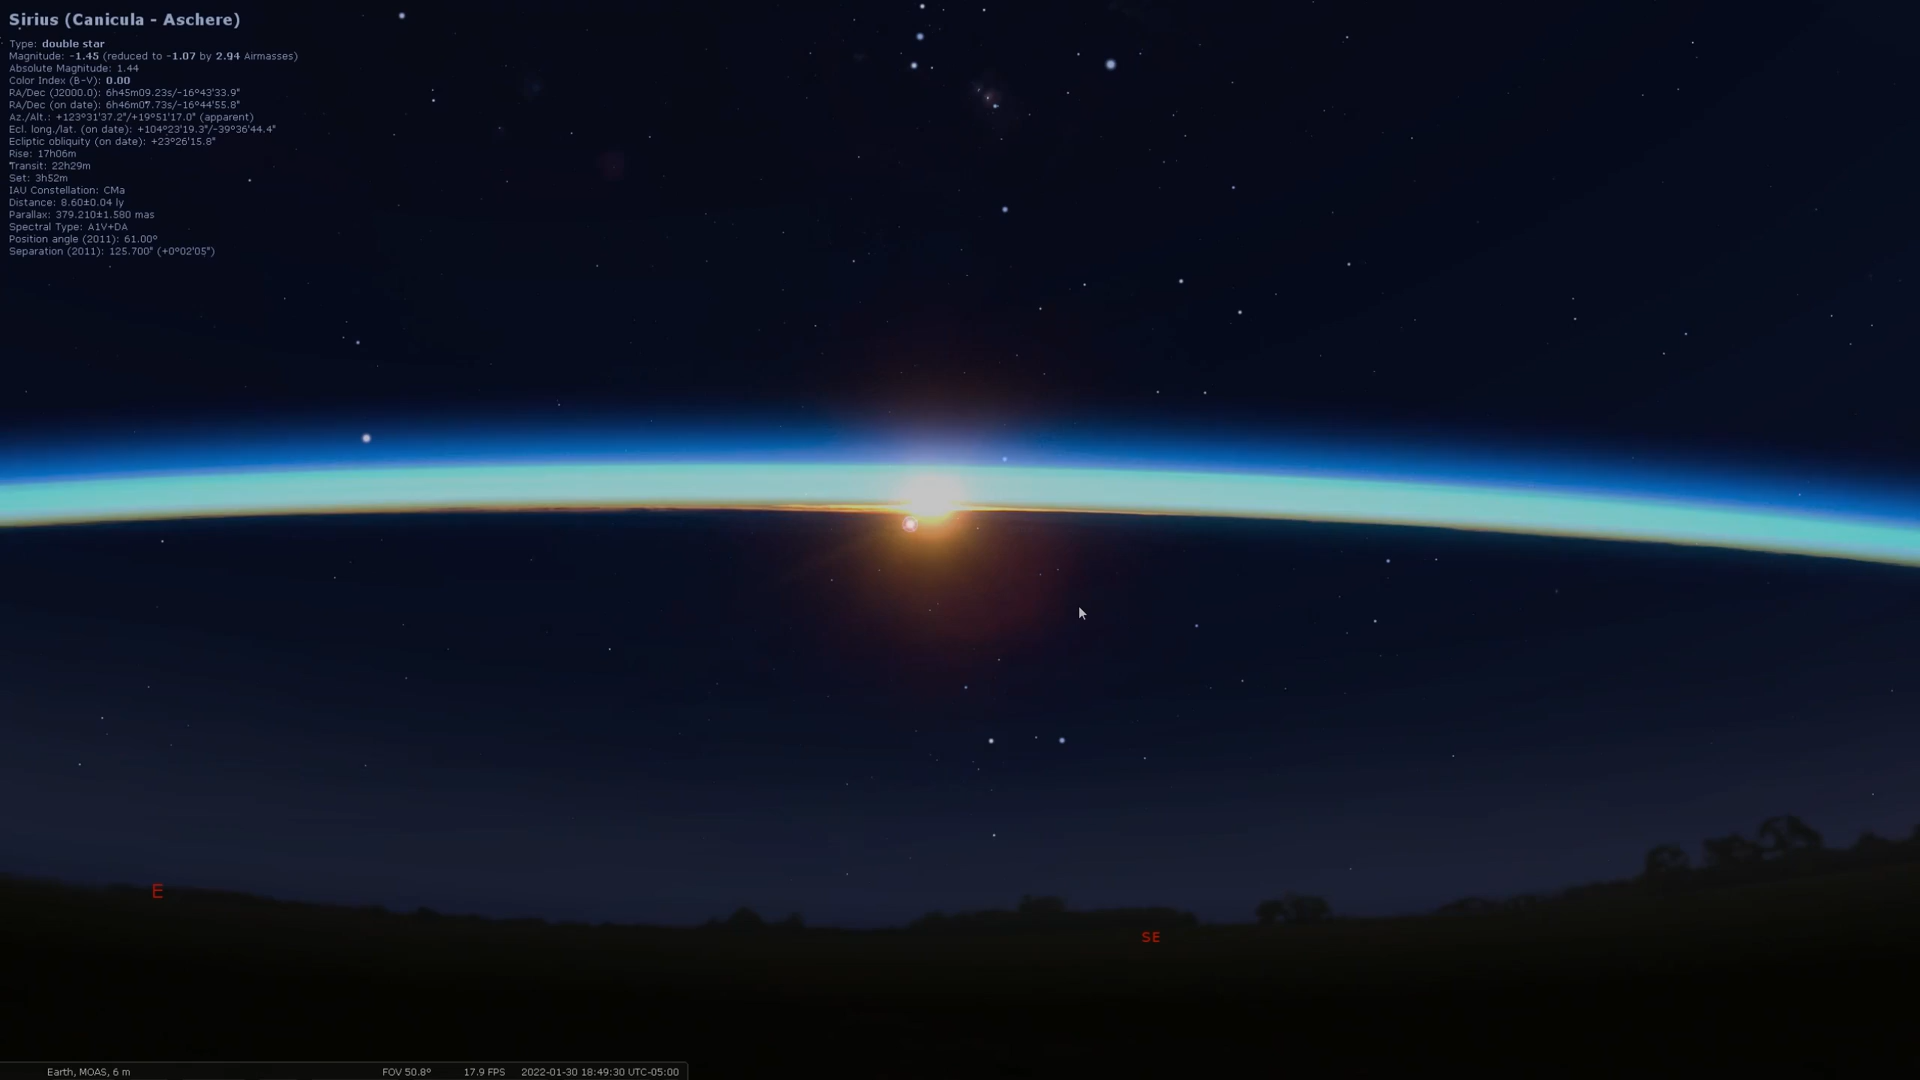 Sirius (Canicula - Aschere)
Type: double star
Magnitude: -1.45 (reduced to -1.07 by 2.94 Airmasses)
Absolute Magnitude: 1.44
Color Index (B-V): 0.00
RA/Dec (J2000.0): 6h45m09.23s/-16°43'33.9"
RA/Dec (on date): 6h46m07.73s/-16°44'55.8"
Az./Alt.: +123°31'37.2"/+19°51'17.0" (apparent)
Ecl. long./lat. (on date): +104°23'19.3"/-39°36'44.4"
Ecliptic obliquity (on date): +23°26'15.8"
Rise: 17h06m
Transit: 22h29m
Set: 3h52m
IAU Constellation: CMa
Distance: 8.60±0.04 ly
Parallax: 379.210±1.580 mas
Spectral Type: A1V+DA
Position angle (2011): 61.00°
Separation (2011): 125.700" (+0°02'05")
E
SE
Earth, MOAS, 6 m FOV 50.8° 17.9 FPS 2022-01-30 18:49:30 UTC-05:00